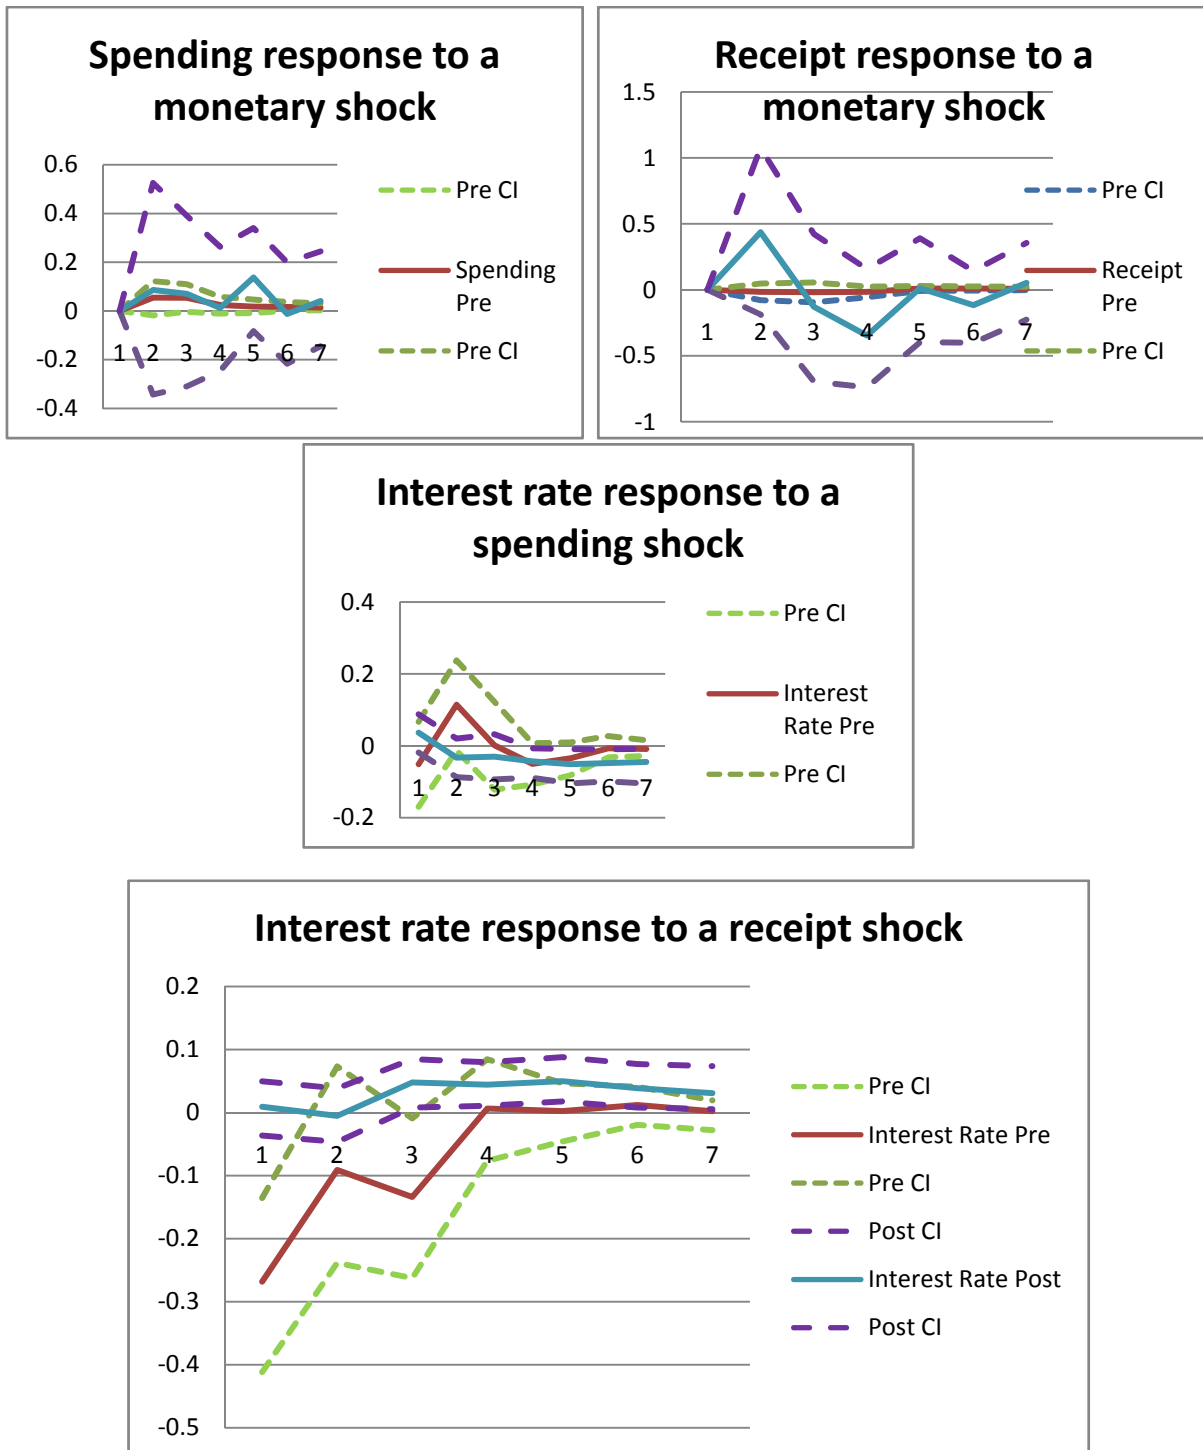 Spending response to a
monetary shock
0.6
0.4
0.2
0
-0.2
-0.4
1 2 3 4 5 6 7
Pre CI
Spending
Pre
Pre CI
Receipt response to a
monetary shock
1.5
1
0.5
0
-0.5
-1
1 2 3 4 5 6 7
Pre CI
Receipt
Pre
Pre CI
Interest rate response to a
spending shock
0.4
0.2
0
-0.2
1 2 3 4 5 6 7
Pre CI
Interest
Rate Pre
Pre CI
Interest rate response to a receipt shock
0.2
0.1
0
-0.1
-0.2
-0.3
-0.4
-0.5
1 2 3 4 5 6 7
Pre CI
Interest Rate Pre
Pre CI
Post CI
Interest Rate Post
Post CI